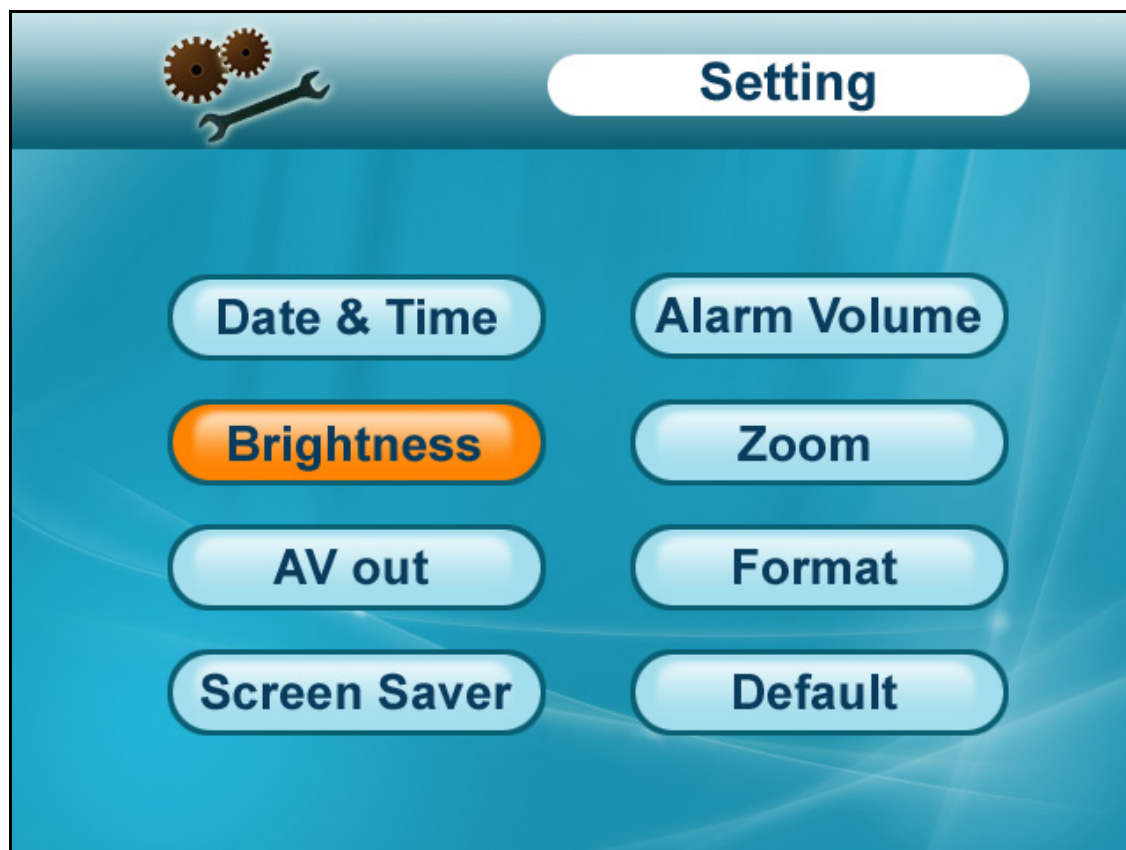 Setting
Date & Time
Alarm Volume
Brightness
Zoom
AV out
Format
Screen Saver
Default